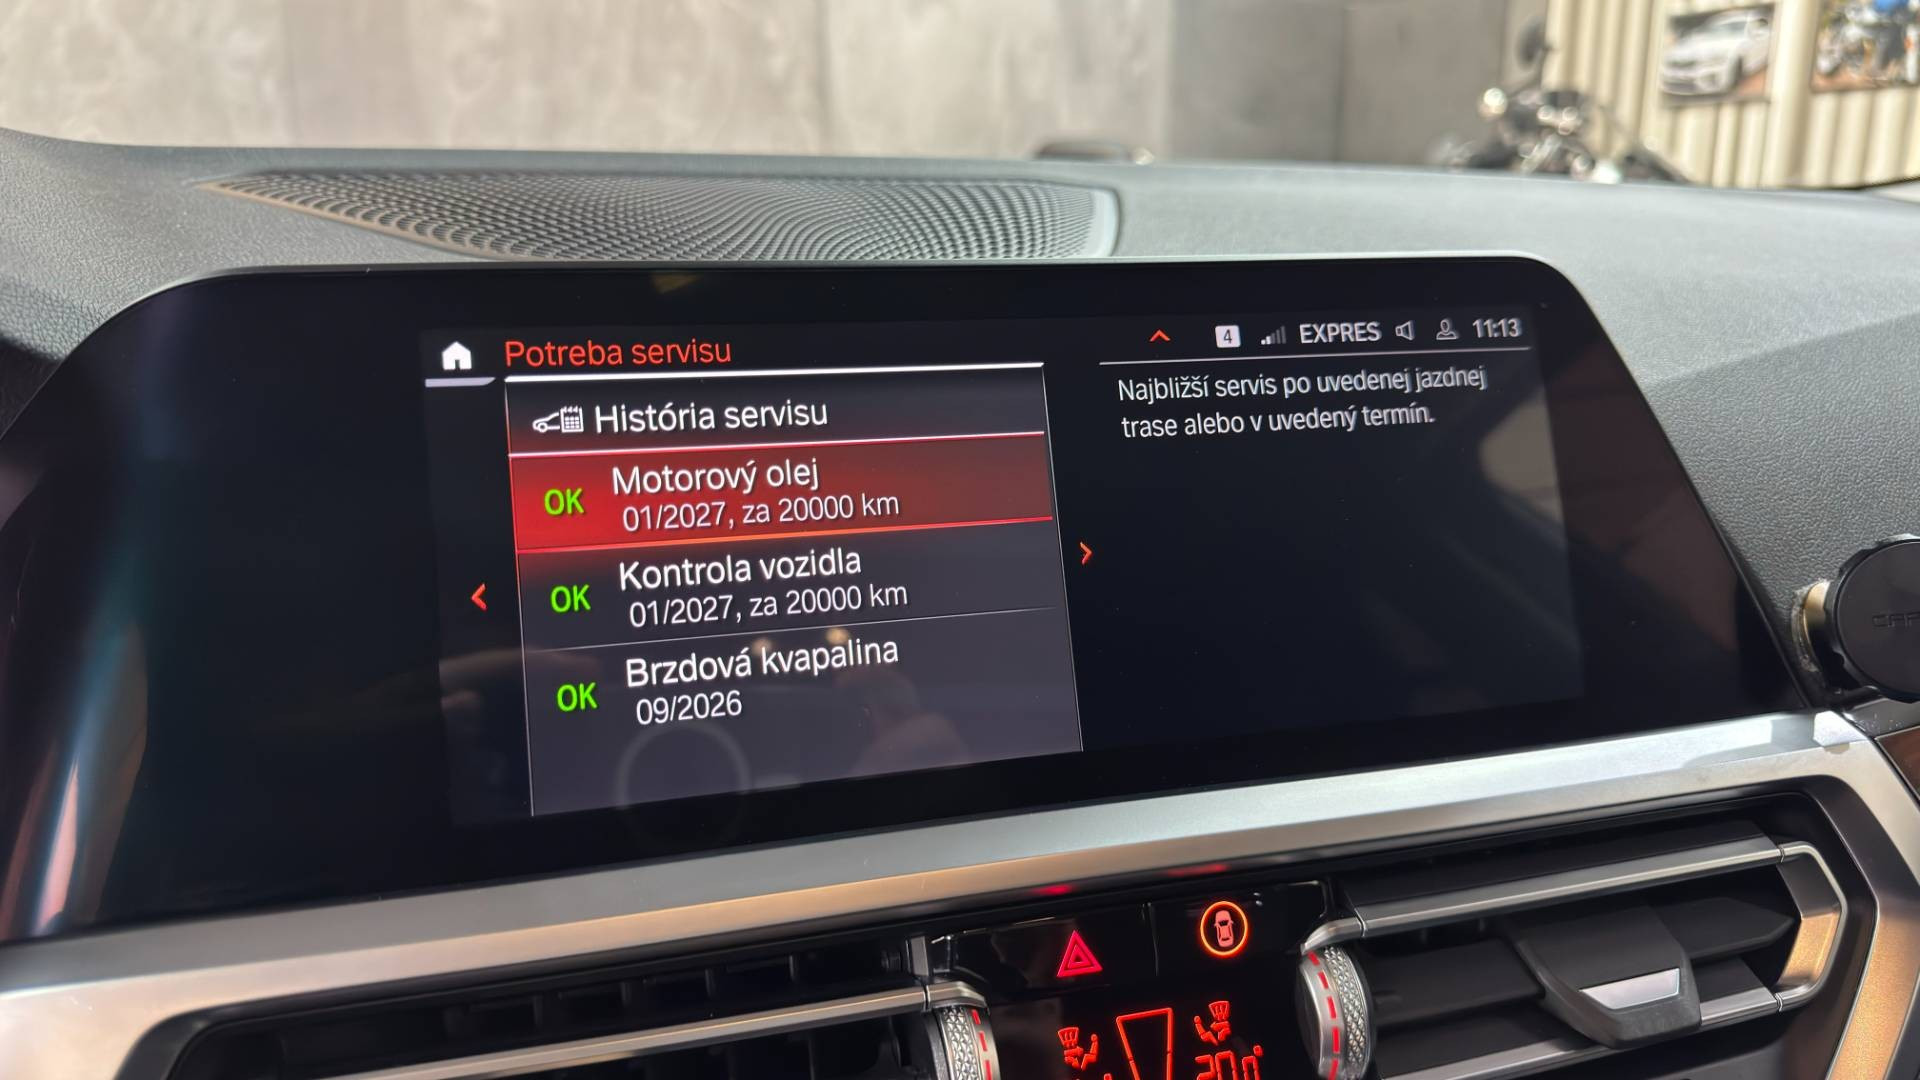 Potreba servisu
4 EXPRES 11:13
História servisu
OK Motorový olej
01/2027, za 20000 km
OK Kontrola vozidla
01/2027, za 20000 km
OK Brzdová kvapalina
09/2026
Najbližší servis po uvedenej jazdnej
trase alebo v uvedený termín.